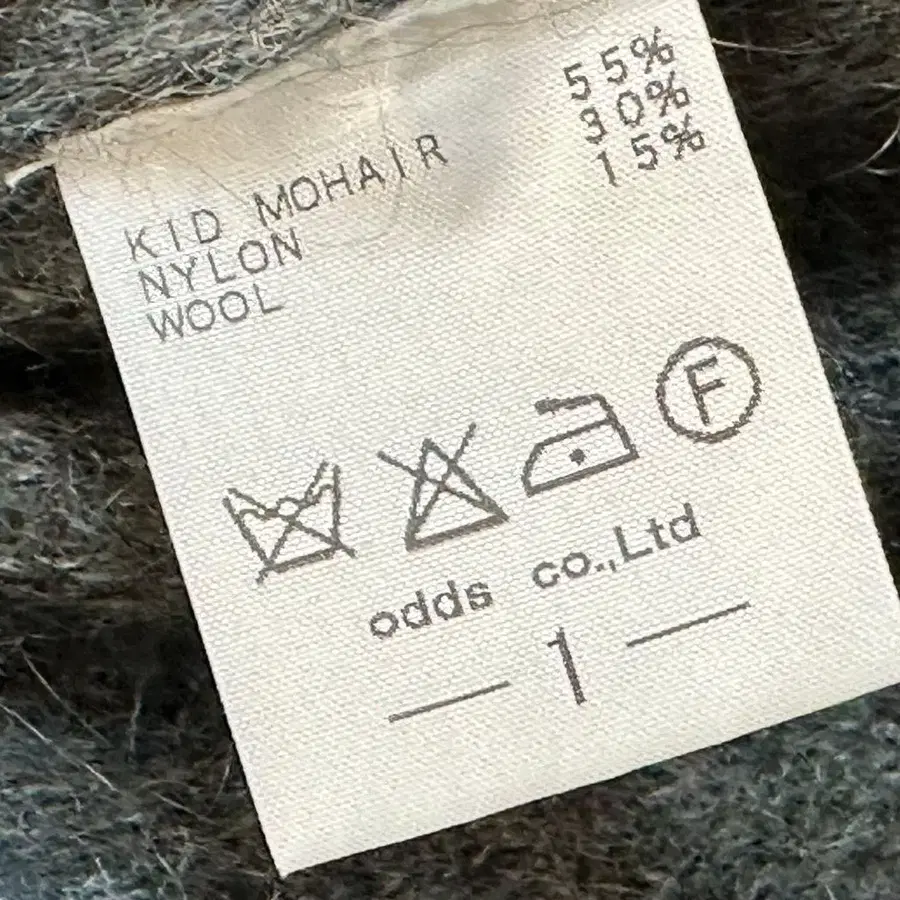 KID MOHAIR 55%
NYLON 30%
WOOL 15%
F
odds co.,Ltd
— 1 —